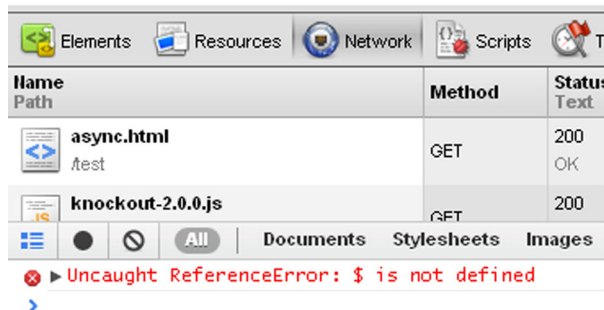 Elements Resources Network Scripts
Name Method Status
Path Text
async.html GET 200
/test OK
knockout-2.0.0.js GET 200
JS
All Documents Stylesheets Images
Uncaught ReferenceError: $ is not defined